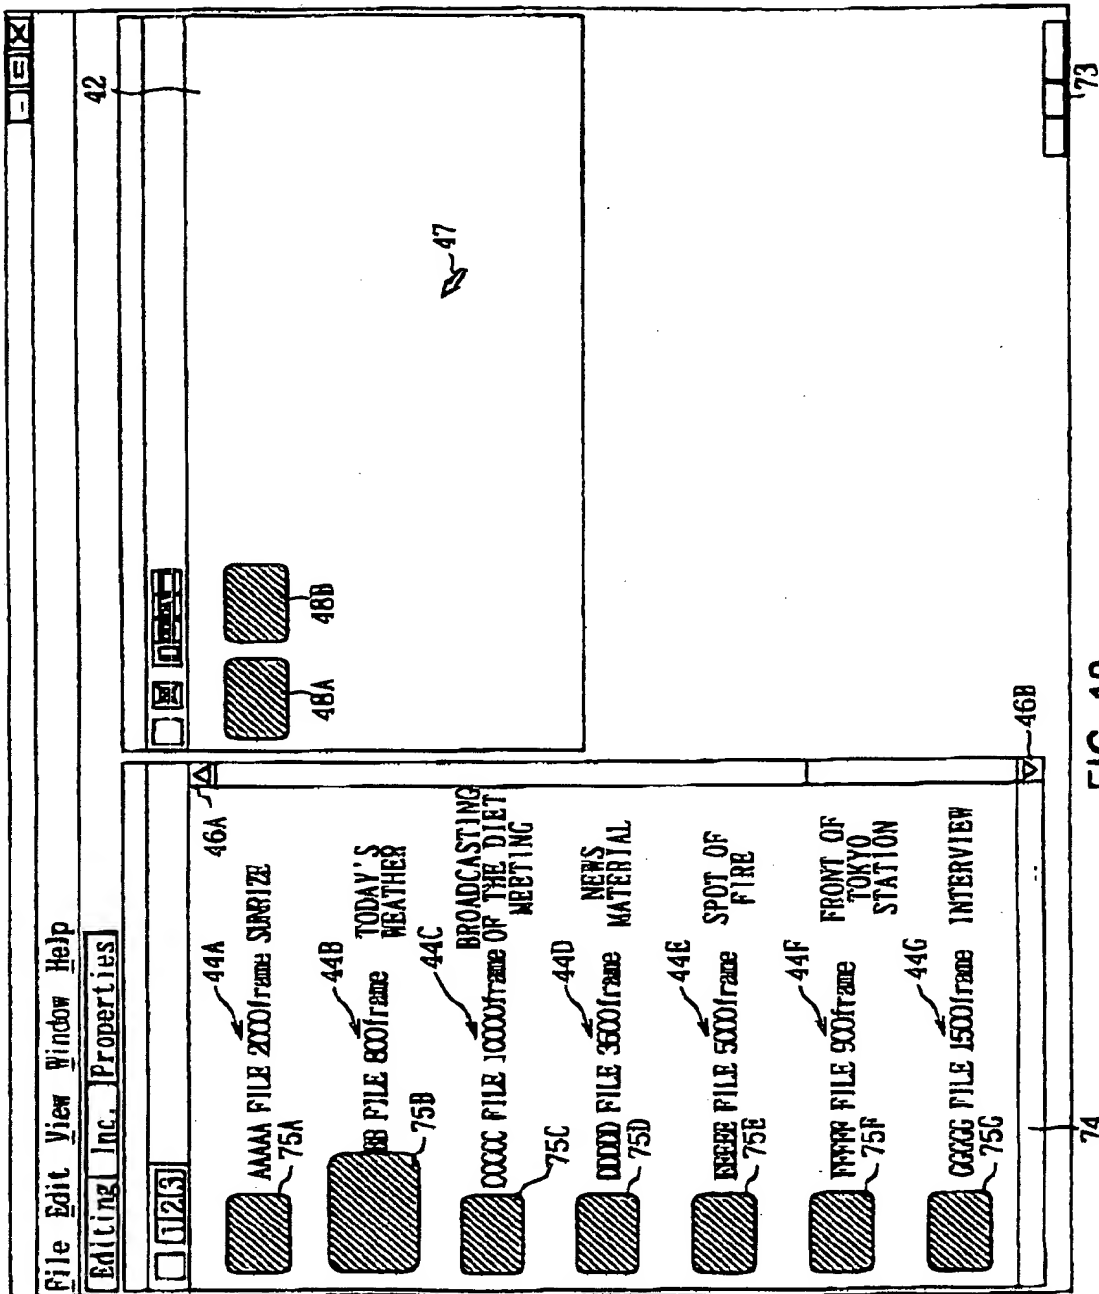 File Edit View Window Help
Editing Inc. Properties
1 2 3
42
46A
44A
AAAAA FILE 2000frame SUNRIZE
75A
44B
BB FILE 800frame TODAY'S
WEATHER
75B
44C
CCCCC FILE 10000frame BROADCASTING
OF THE DIET
MEETING
75C
44D
DDDDD FILE 3600frame NEWS
MATERIAL
75D
44E
EEEEE FILE 5000frame SPOT OF
FIRE
75E
44F
FFFFF FILE 900frame FRONT OF
TOKYO
STATION
75F
44G
GGGGG FILE 1500frame INTERVIEW
75G
46B
74
48A
48B
47
73